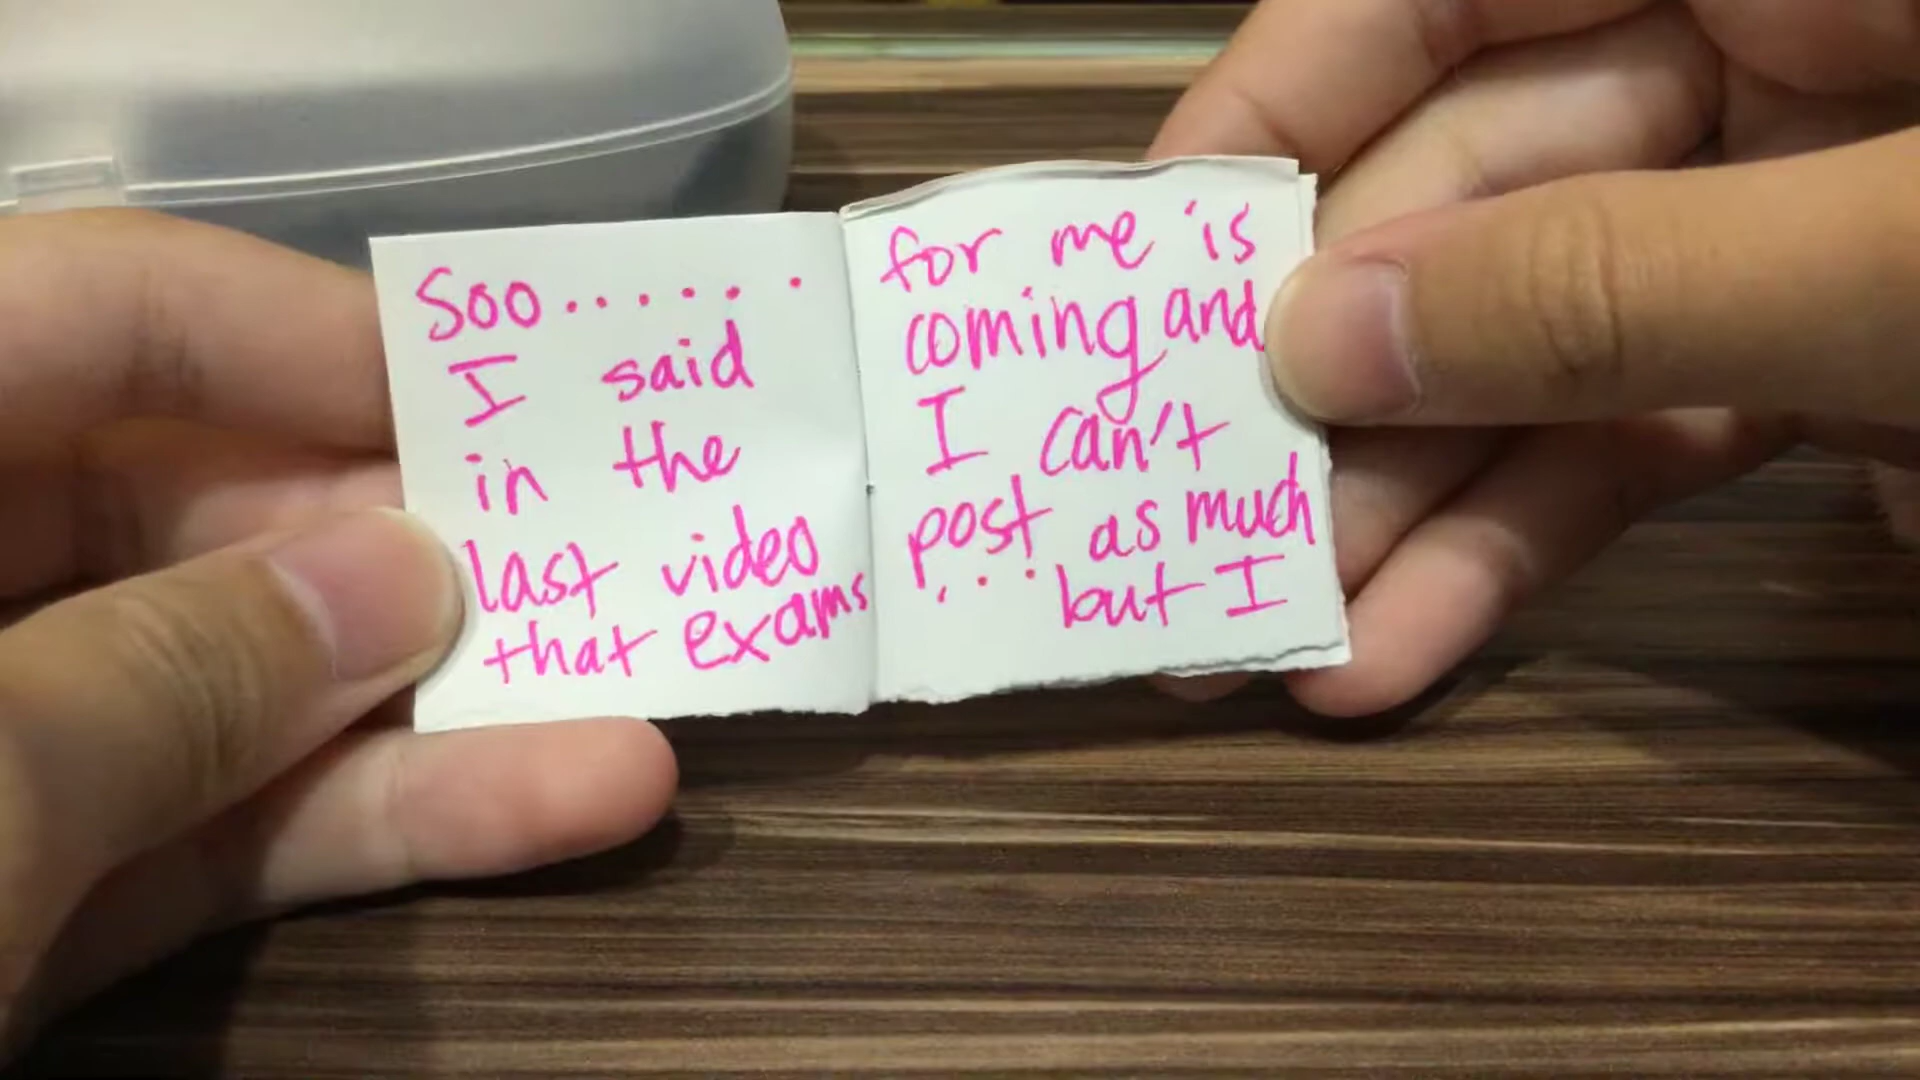 Soo......
I said
in the
last video
that exams
for me is
coming and
I can't
post as much
... but I